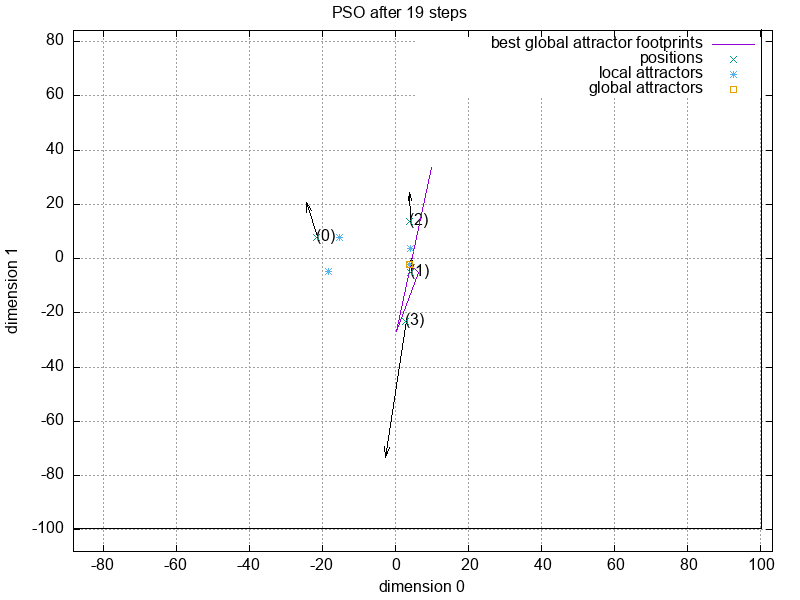 PSO after 19 steps
best global attractor footprints
positions
local attractors
global attractors
80
60
40
20
0
-20
-40
-60
-80
-100
dimension 1
(0)
(2)
(1)
(3)
-80 -60 -40 -20 0 20 40 60 80 100
dimension 0